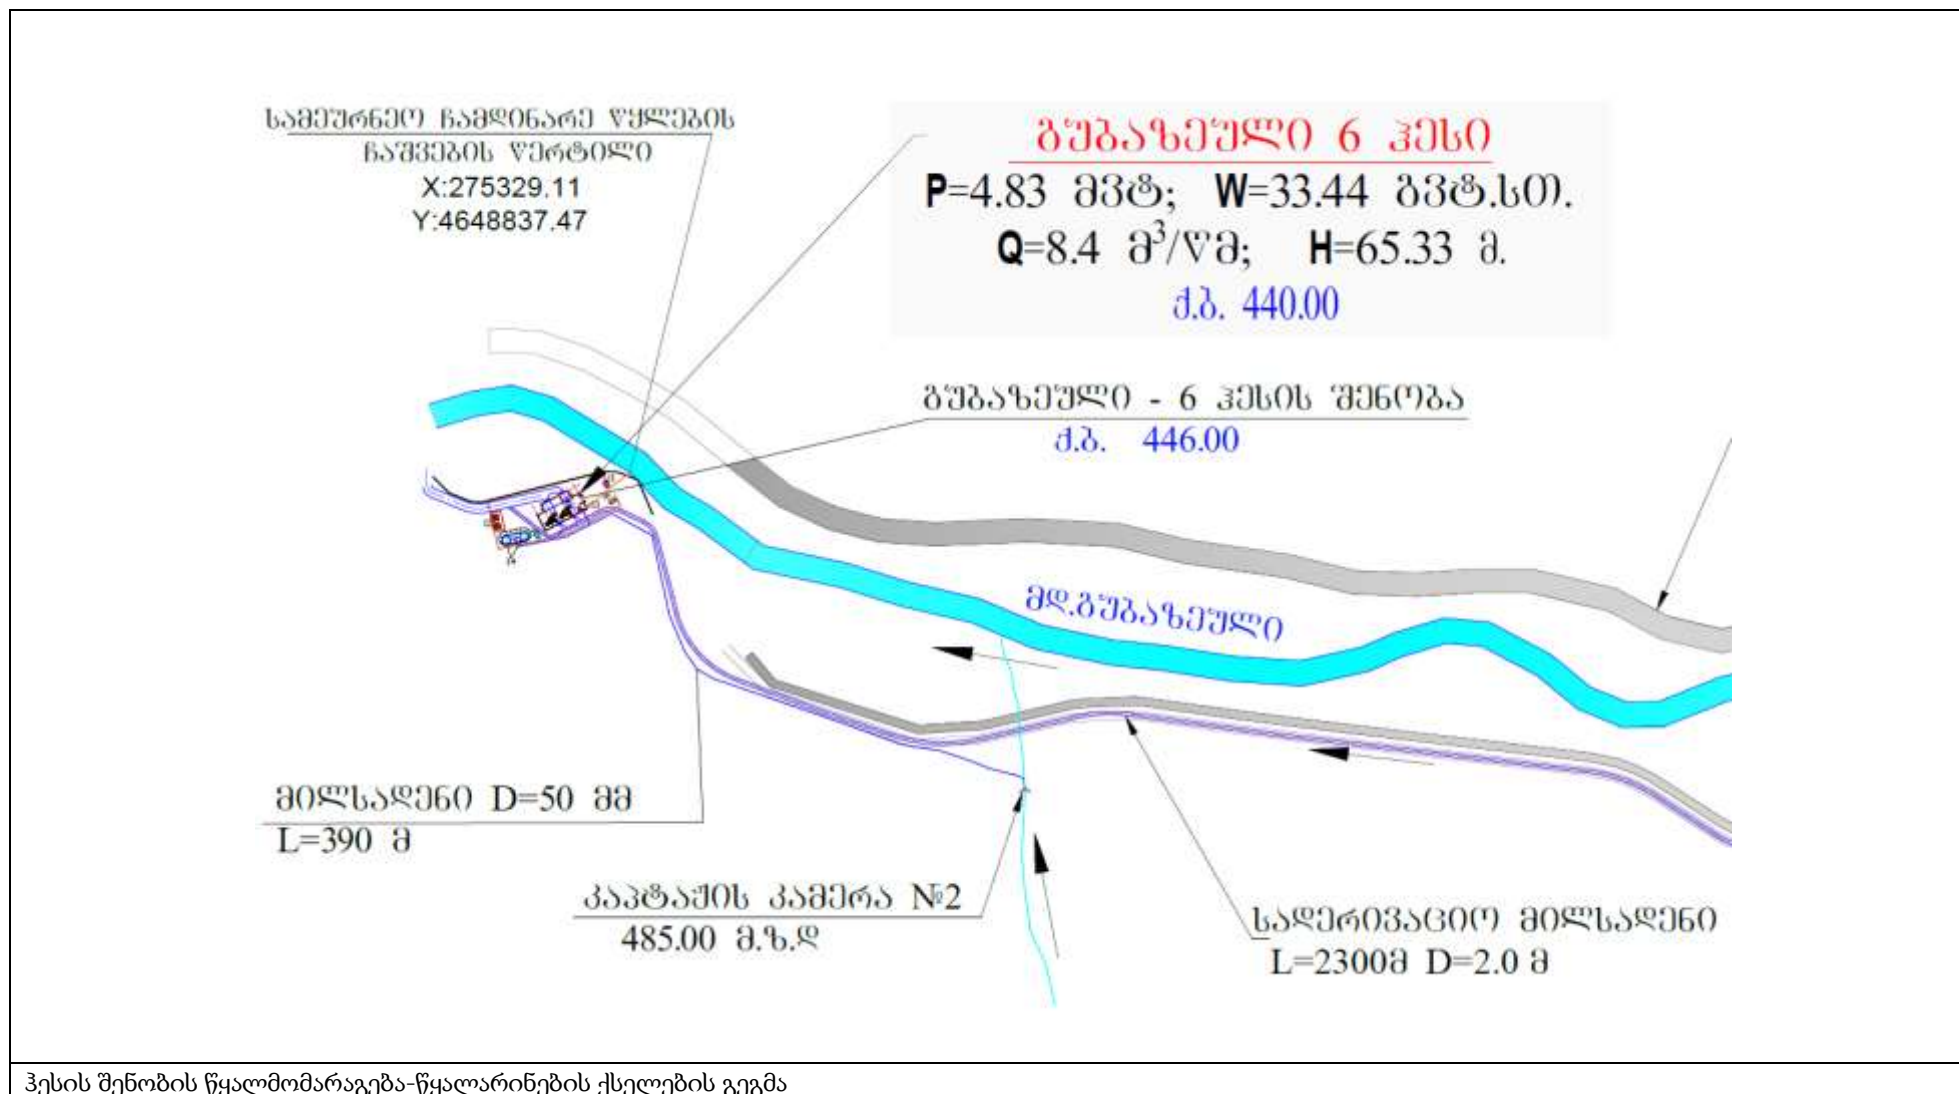 სამეურნეო ჩამდინარე წყლების
ჩაშვების წერტილი
X:275329.11
Y:4648837.47
გუბაზეული 6 ჰესი
P=4.83 მვტ; W=33.44 გვტ.სთ.
Q=8.4 მ³/წმ; H=65.33 მ.
ქ.ბ. 440.00
გუბაზეული - 6 ჰესის შენობა
ქ.ბ. 446.00
მდ.გუბაზეული
მილსადენი D=50 მმ
L=390 მ
კაპტაჟის კამერა №2
485.00 მ.ზ.დ
სადერივაციო მილსადენი
L=2300მ D=2.0 მ
ჰესის შენობის წყალმომარაგება-წყალარინების ქსელების გეგმა